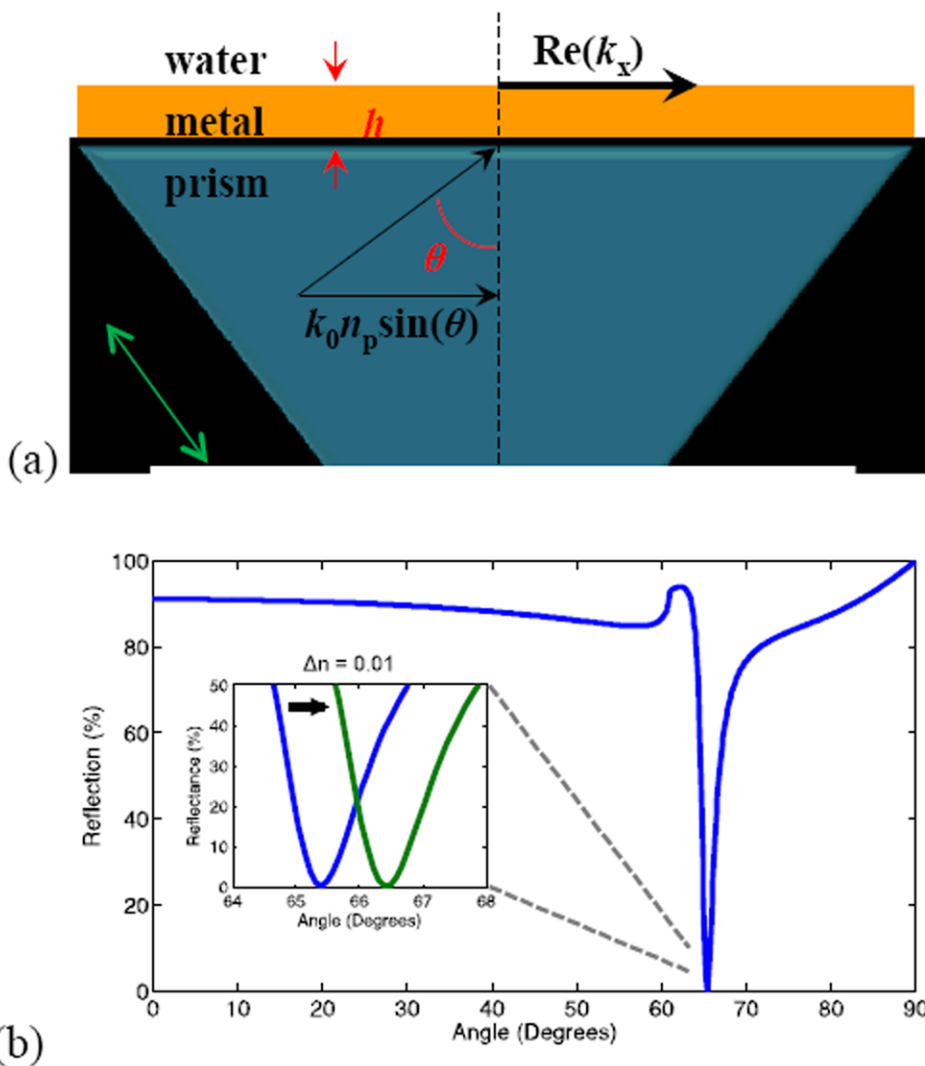 water
Re(kx)
metal
h
prism
θ
k0npsin(θ)
(a)
100
80
60
40
20
0
Reflection (%)
Δn = 0.01
50
40
30
20
10
0
Reflectance (%)
64 65 66 67 68
Angle (Degrees)
0 10 20 30 40 50 60 70 80 90
Angle (Degrees)
(b)